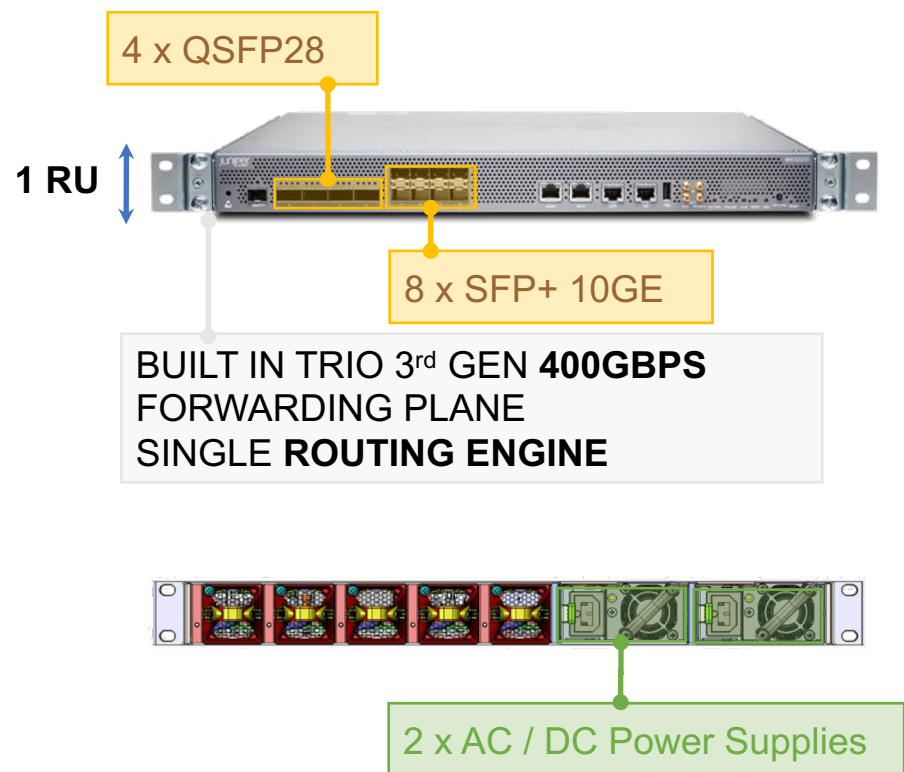 4 x QSFP28
1 RU
JUNIPER
8 x SFP+ 10GE
BUILT IN TRIO 3rd GEN 400GBPS
FORWARDING PLANE
SINGLE ROUTING ENGINE
2 x AC / DC Power Supplies